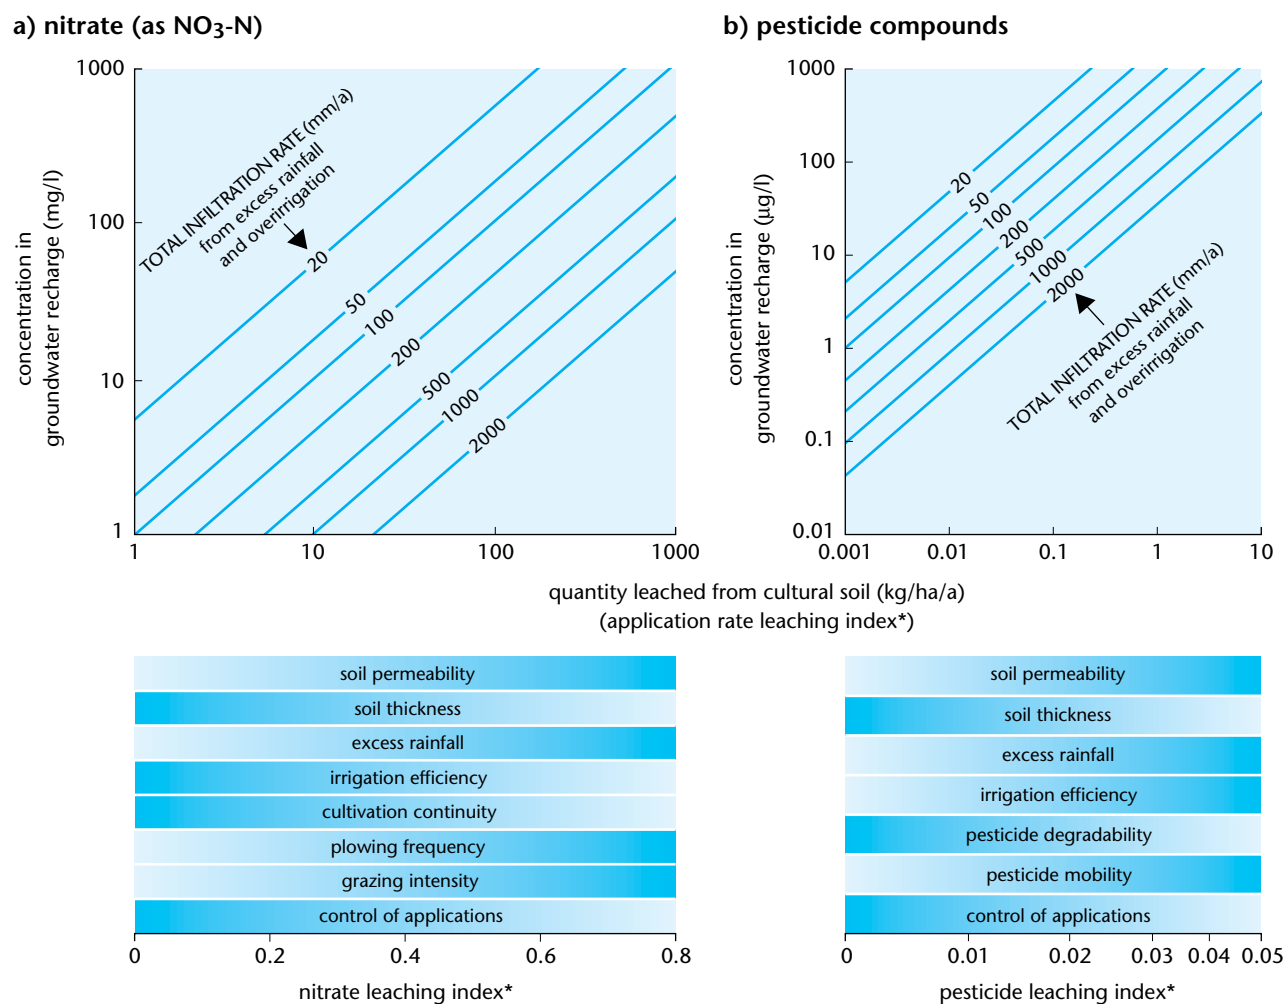 a) nitrate (as NO3-N)
1000
100
10
1
1
10
100
1000
concentration in
groundwater recharge (mg/l)
TOTAL INFILTRATION RATE (mm/a)
from excess rainfall
and overirrigation
20
50
100
200
500
1000
2000
b) pesticide compounds
1000
100
10
1
0.1
0.01
0.001
0.01
0.1
1
10
concentration in
groundwater recharge (µg/l)
20
50
100
200
500
1000
2000
TOTAL INFILTRATION RATE (mm/a)
from excess rainfall
and overirrigation
quantity leached from cultural soil (kg/ha/a)
(application rate leaching index*)
soil permeability
soil thickness
excess rainfall
irrigation efficiency
cultivation continuity
plowing frequency
grazing intensity
control of applications
0
0.2
0.4
0.6
0.8
nitrate leaching index*
soil permeability
soil thickness
excess rainfall
irrigation efficiency
pesticide degradability
pesticide mobility
control of applications
0
0.01
0.02
0.03
0.04
0.05
pesticide leaching index*